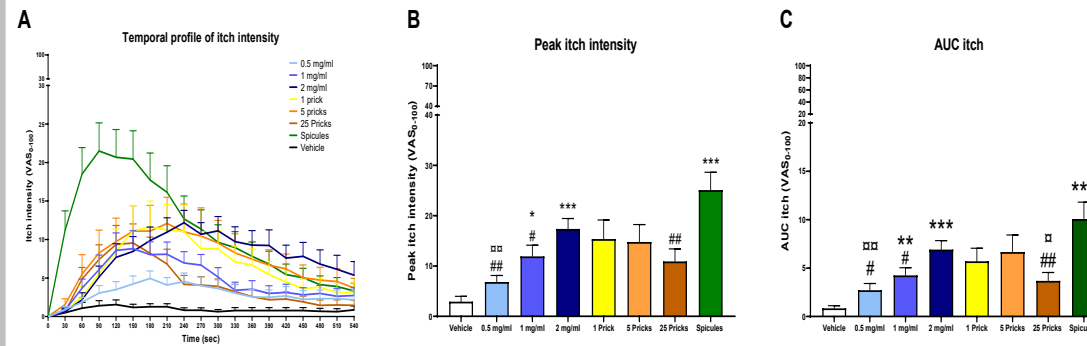 A
Temporal profile of itch intensity
Itch intensity (VAS0-100)
100
30
30
25
20
15
10
5
0
0.5 mg/ml
1 mg/ml
2 mg/ml
1 prick
5 pricks
25 Pricks
Spicules
Vehicle
0 30 60 90 120 150 180 210 240 270 300 330 360 390 420 450 480 510 540
Time (sec)
B
Peak itch intensity
Peak itch intensity (VAS0-100)
100
80
60
40
40
30
20
10
0
¤¤
##
*
#
***
##
***
Vehicle 0.5 mg/ml 1 mg/ml 2 mg/ml 1 Prick 5 Pricks 25 Pricks Spicules
C
AUC itch
AUC itch (VAS0-100)
100
80
60
40
20
20
15
10
5
0
¤¤
#
**
#
***
¤
##
**
Vehicle 0.5 mg/ml 1 mg/ml 2 mg/ml 1 Prick 5 Pricks 25 Pricks Spicul